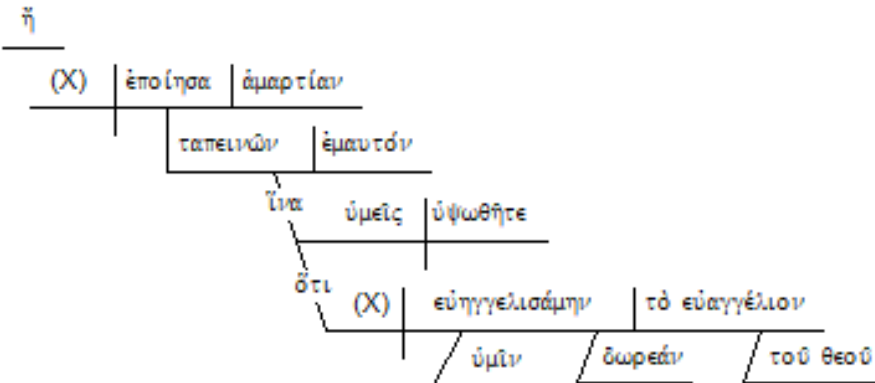 ἤ
(X) ἐποίησα ἁμαρτίαν
ταπεινῶν ἐμαυτόν
ἵνα ὑμεῖς ὑψωθῆτε
ὅτι (X) εὐηγγελισάμην τὸ εὐαγγέλιον
ὑμῖν δωρεάν τοῦ θεοῦ